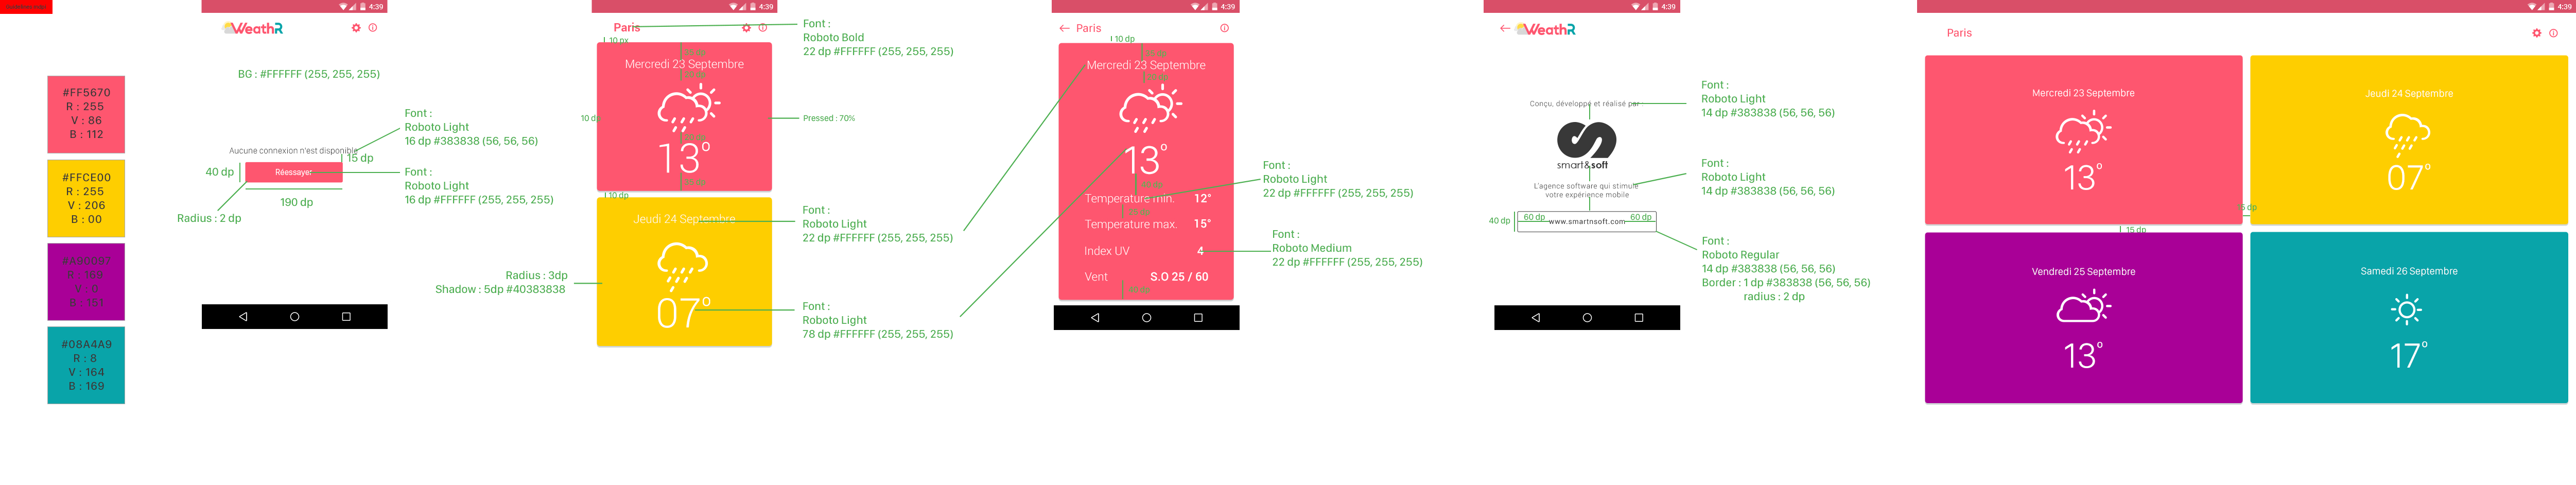 #FF5670
R : 255
V : 86
B : 112
#FFCE00
R : 255
V : 206
B : 00
#A60097
R : 169
V : 0
B : 151
#08A4A9
R : 8
V : 164
B : 169
4:39
WeathR
BG : #FFFFFF (255, 255, 255)
Aucune connexion n'est disponible
15 dp
40 dp
Réessayer
190 dp
Radius : 2 dp
Font :
Roboto Light
16 dp #383838 (56, 56, 56)
Font :
Roboto Light
16 dp #FFFFFF (255, 255, 255)
4:39
Paris
10 px
Mercredi 23 Septembre
10 dp
13°
10 dp
Jeudi 24 Septembre
07°
Radius : 3dp
Shadow : 5dp #40383838
Font :
Roboto Bold
22 dp #FFFFFF (255, 255, 255)
Pressed : 70%
Font :
Roboto Light
22 dp #FFFFFF (255, 255, 255)
Font :
Roboto Light
78 dp #FFFFFF (255, 255, 255)
4:39
Paris
10 dp
Mercredi 23 Septembre
13°
Temperature min. 12°
Temperature max. 15°
Index UV 4
Vent S.O 25 / 60
Font :
Roboto Light
22 dp #FFFFFF (255, 255, 255)
Font :
Roboto Medium
22 dp #FFFFFF (255, 255, 255)
4:39
WeathR
Conçu, développé et réalisé par :
smart&soft
L'agence software qui stimule
votre expérience mobile
40 dp
60 dp
www.smartnsoft.com
60 dp
Font :
Roboto Light
14 dp #383838 (56, 56, 56)
Font :
Roboto Light
14 dp #383838 (56, 56, 56)
Font :
Roboto Regular
14 dp #383838 (56, 56, 56)
Border : 1 dp #383838 (56, 56, 56)
radius : 2 dp
4:39
Paris
Mercredi 23 Septembre
13°
Jeudi 24 Septembre
07°
15 dp
15 dp
Vendredi 25 Septembre
13°
Samedi 26 Septembre
17°